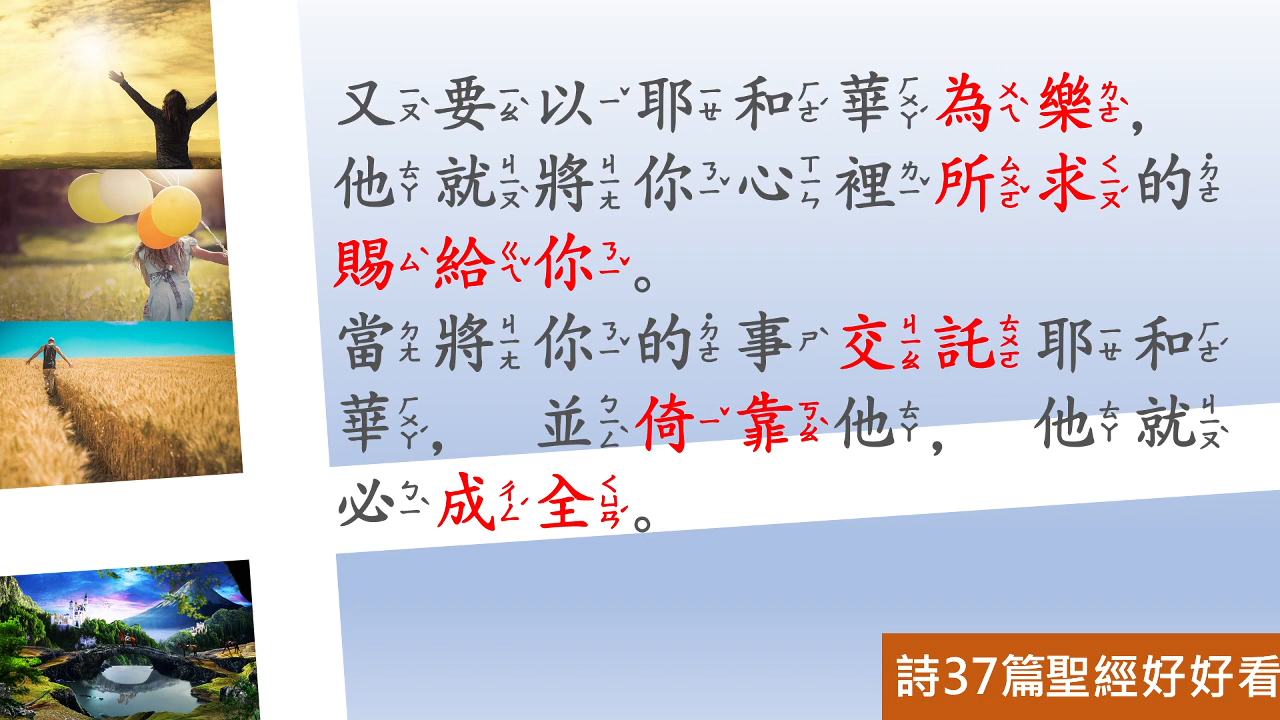 又要以耶和華為樂，
他就將你心裡所求的
賜給你。
當將你的事交託耶和
華，　並倚靠他，　他就
必成全。
詩37篇聖經好好看